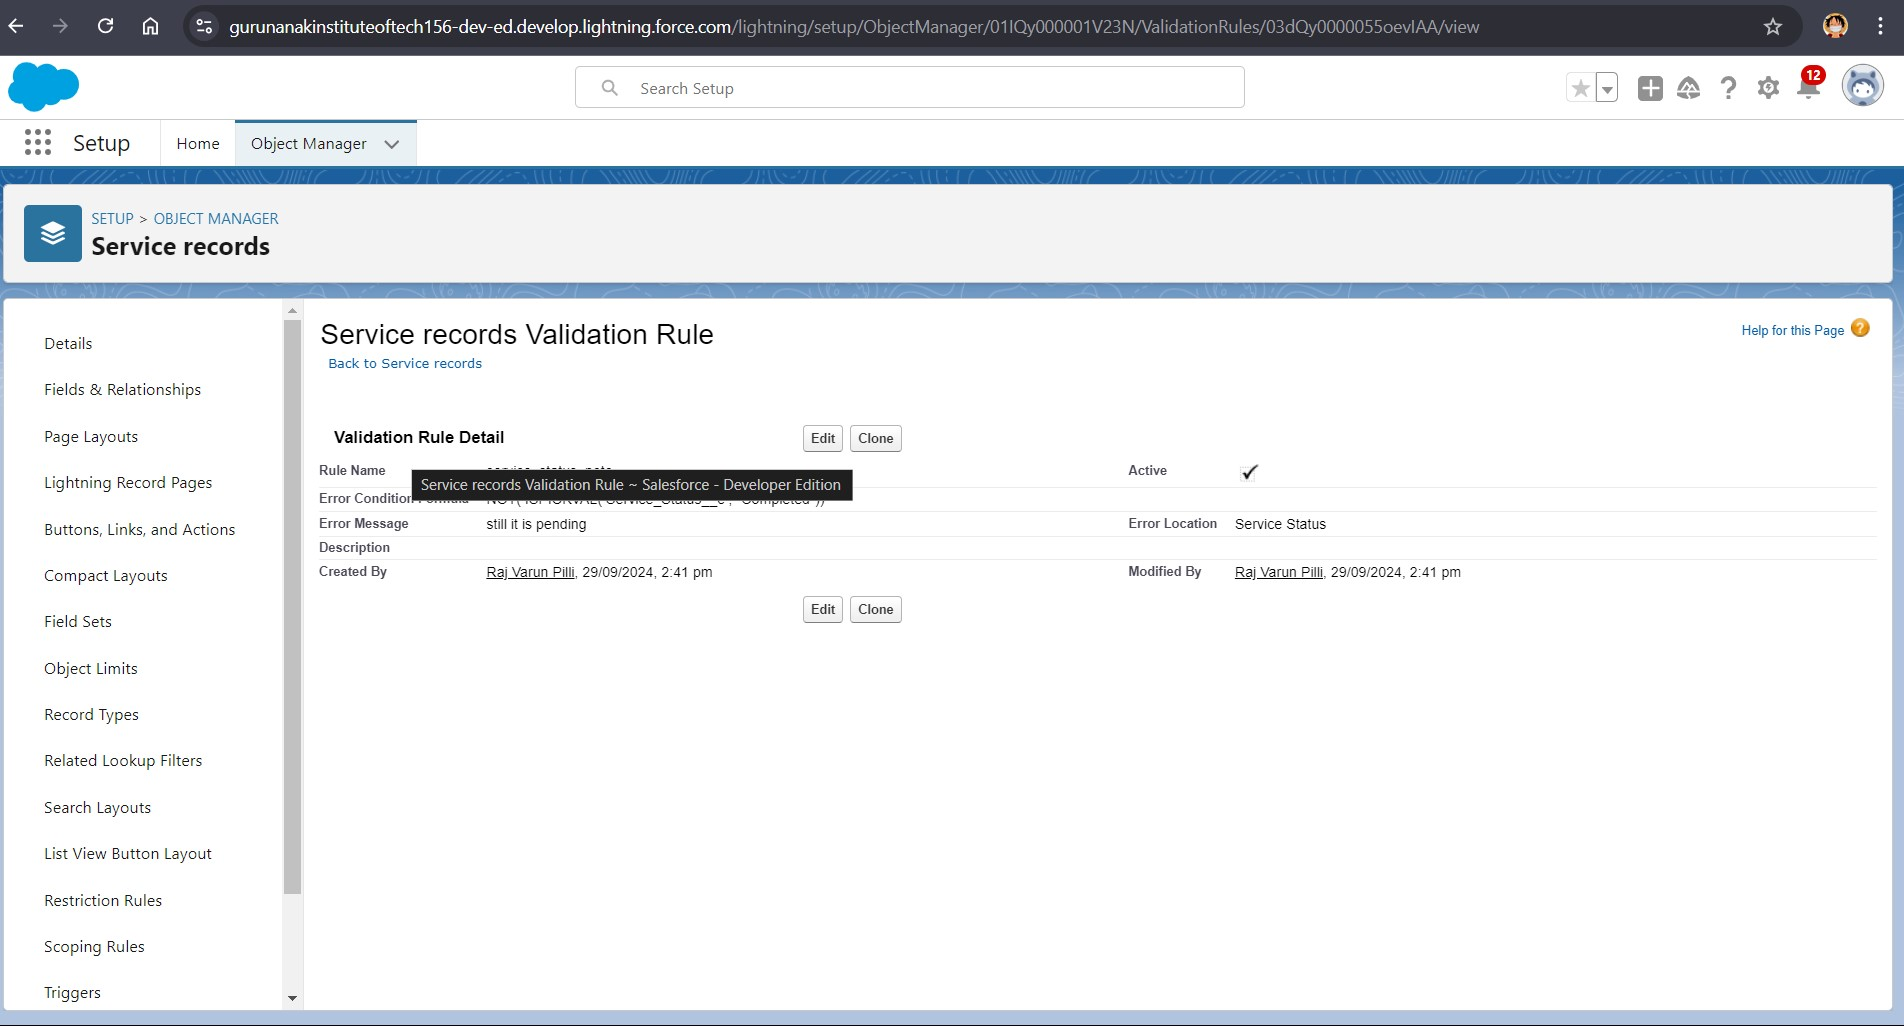 gurunanakinstituteoftech156-dev-ed.develop.lightning.force.com/lightning/setup/ObjectManager/01IQy000001V23N/ValidationRules/03dQy0000055oevIAA/view
Search Setup
12
Setup Home Object Manager
SETUP > OBJECT MANAGER
Service records
Details
Fields & Relationships
Page Layouts
Lightning Record Pages
Buttons, Links, and Actions
Compact Layouts
Field Sets
Object Limits
Record Types
Related Lookup Filters
Search Layouts
List View Button Layout
Restriction Rules
Scoping Rules
Triggers
Service records Validation Rule
Help for this Page ?
Back to Service records
Validation Rule Detail Edit Clone
Rule Name Active
Service records Validation Rule ~ Salesforce - Developer Edition
Error Condition
Error Message still it is pending Error Location Service Status
Description
Created By Raj Varun Pilli, 29/09/2024, 2:41 pm Modified By Raj Varun Pilli, 29/09/2024, 2:41 pm
Edit Clone